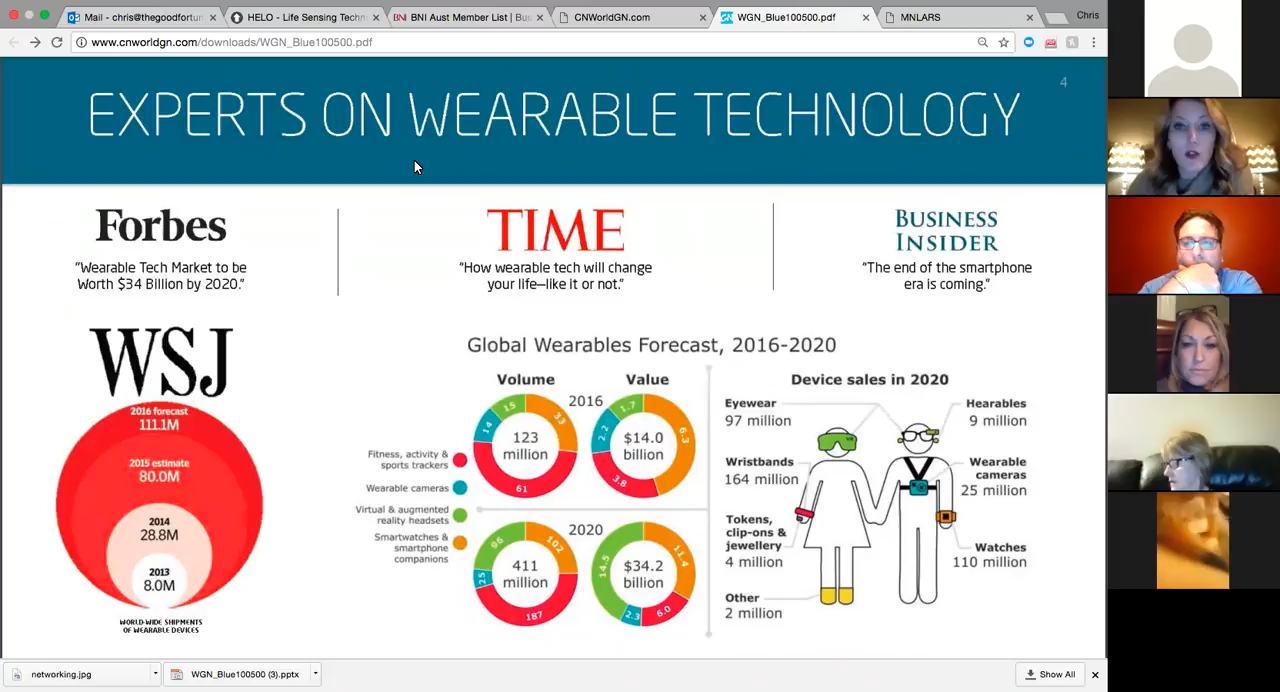 Mail - chris@thegoodfortun
HELO - Life Sensing Techn
BNI Aust Member List | Bus
CNWorldGN.com
WGN_Blue100500.pdf
MNLARS
Chris
www.cnworldgn.com/downloads/WGN_Blue100500.pdf
4
EXPERTS ON WEARABLE TECHNOLOGY
Forbes
"Wearable Tech Market to be
Worth $34 Billion by 2020."
TIME
"How wearable tech will change
your life—like it or not."
BUSINESS
INSIDER
"The end of the smartphone
era is coming."
WSJ
2016 forecast
111.1M
2015 estimate
80.0M
2014
28.8M
2013
8.0M
WORLD-WIDE SHIPMENTS
OF WEARABLE DEVICES
Global Wearables Forecast, 2016-2020
Volume
Value
2016
15
33
14
61
123
million
1.7
6.3
2.2
3.8
$14.0
billion
Fitness, activity &
sports trackers
Wearable cameras
Virtual & augmented
reality headsets
Smartwatches &
smartphone
companions
2020
96
102
25
187
411
million
14.5
11.4
2.3
6.0
$34.2
billion
Device sales in 2020
Eyewear
97 million
Wristbands
164 million
Tokens,
clip-ons &
jewellery
4 million
Other
2 million
Hearables
9 million
Wearable
cameras
25 million
Watches
110 million
networking.jpg
WGN_Blue100500 (3).pptx
Show All